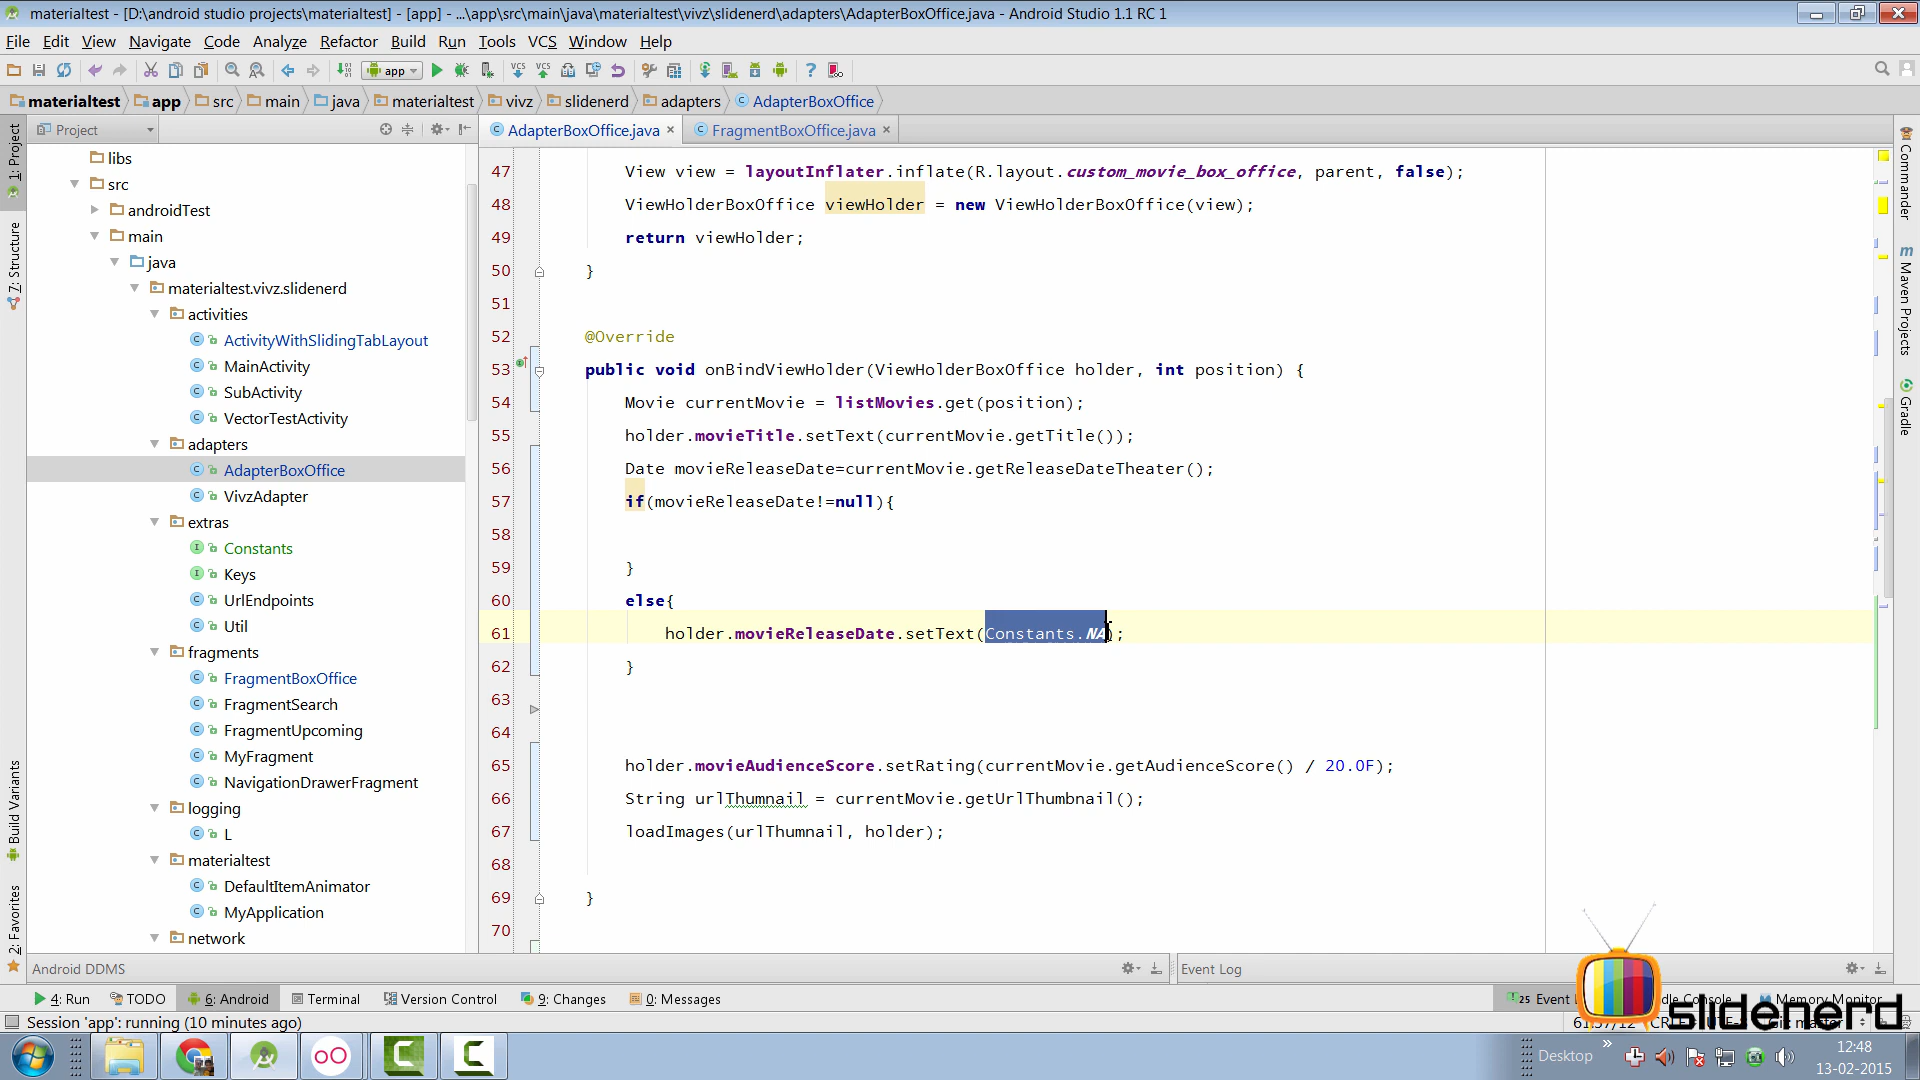 materialtest - [D:\android studio projects\materialtest] - [app] - ...\app\src\main\java\materialtest\vivz\slidenerd\adapters\AdapterBoxOffice.java - Android Studio 1.1 RC 1
File Edit View Navigate Code Analyze Refactor Build Run Tools VCS Window Help
app
materialtest app src main java materialtest vivz slidenerd adapters AdapterBoxOffice
Project
AdapterBoxOffice.java FragmentBoxOffice.java
1: Project
7: Structure
Build Variants
2: Favorites
libs
src
androidTest
main
java
materialtest.vivz.slidenerd
activities
ActivityWithSlidingTabLayout
MainActivity
SubActivity
VectorTestActivity
adapters
AdapterBoxOffice
VivzAdapter
extras
Constants
Keys
UrlEndpoints
Util
fragments
FragmentBoxOffice
FragmentSearch
FragmentUpcoming
MyFragment
NavigationDrawerFragment
logging
L
materialtest
DefaultItemAnimator
MyApplication
network
47 View view = layoutInflater.inflate(R.layout.custom_movie_box_office, parent, false);
48 ViewHolderBoxOffice viewHolder = new ViewHolderBoxOffice(view);
49 return viewHolder;
50 }
51
52 @Override
53 public void onBindViewHolder(ViewHolderBoxOffice holder, int position) {
54 Movie currentMovie = listMovies.get(position);
55 holder.movieTitle.setText(currentMovie.getTitle());
56 Date movieReleaseDate=currentMovie.getReleaseDateTheater();
57 if(movieReleaseDate!=null){
58
59 }
60 else{
61 holder.movieReleaseDate.setText(Constants.NA);
62 }
63
64
65 holder.movieAudienceScore.setRating(currentMovie.getAudienceScore() / 20.0F);
66 String urlThumnail = currentMovie.getUrlThumbnail();
67 loadImages(urlThumnail, holder);
68
69 }
70
Commander
Maven Projects
Gradle
Android DDMS
Event Log
4: Run TODO 6: Android Terminal Version Control 9: Changes 0: Messages
25 Event
Memory Monitor
Session 'app': running (10 minutes ago)
slidenerd
Desktop
12:48
13-02-2015